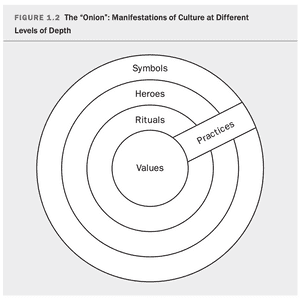 FIGURE 1.2 The “Onion”: Manifestations of Culture at Different
Levels of Depth
Symbols
Heroes
Rituals
Practices
Values